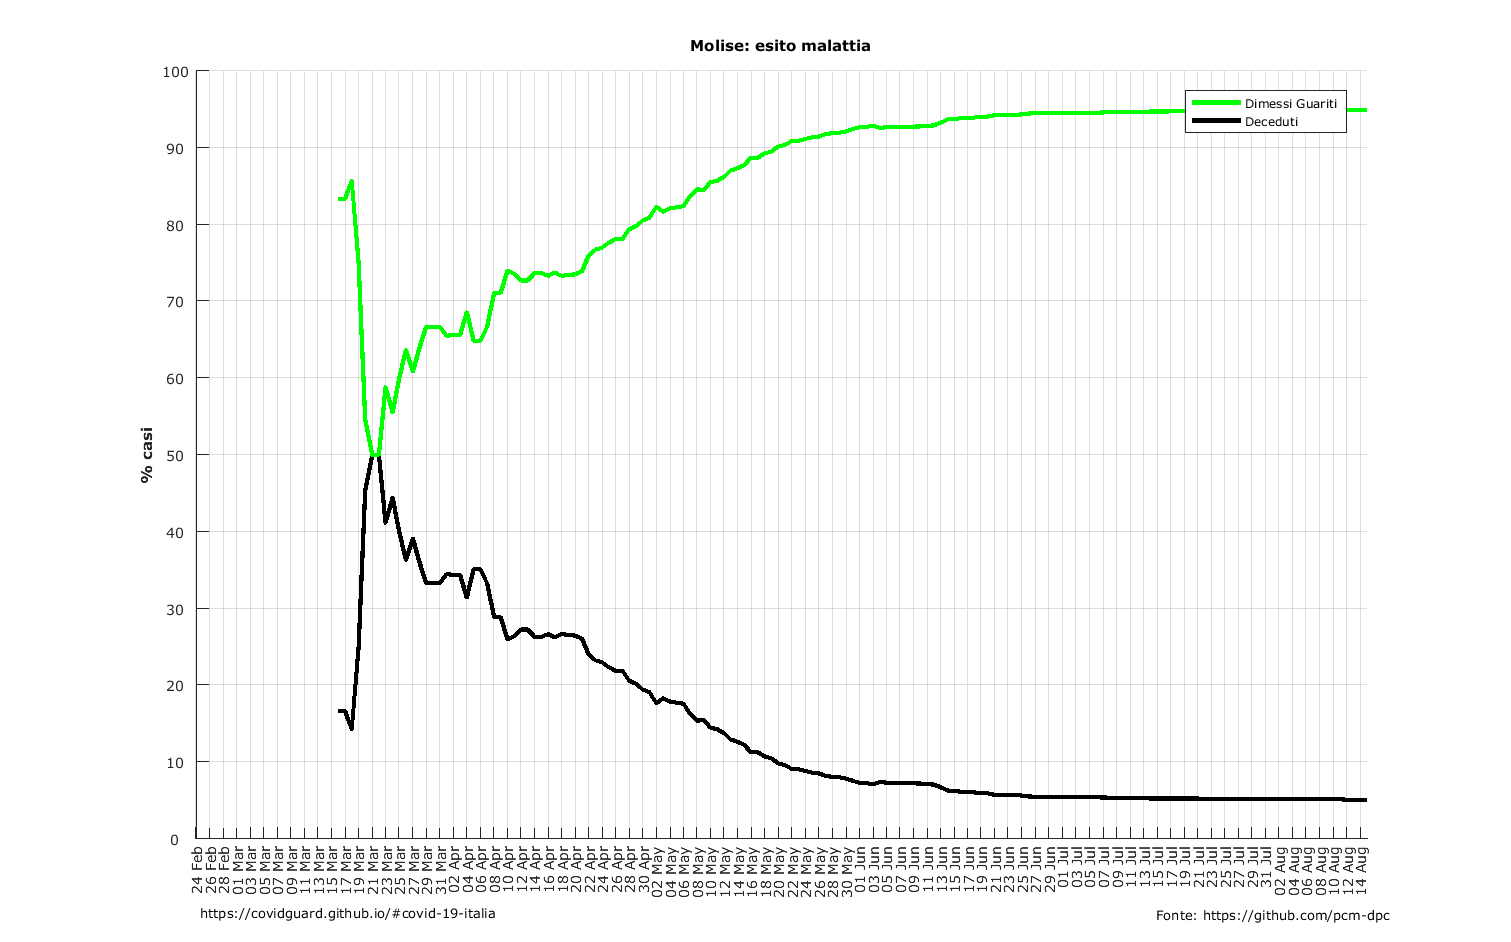 Molise: esito malattia
100
90
80
70
60
50
40
30
20
10
0
% casi
Dimessi Guariti
Deceduti
24 Feb
26 Feb
28 Feb
01 Mar
03 Mar
05 Mar
07 Mar
09 Mar
11 Mar
13 Mar
15 Mar
17 Mar
19 Mar
21 Mar
23 Mar
25 Mar
27 Mar
29 Mar
31 Mar
02 Apr
04 Apr
06 Apr
08 Apr
10 Apr
12 Apr
14 Apr
16 Apr
18 Apr
20 Apr
22 Apr
24 Apr
26 Apr
28 Apr
30 Apr
02 May
04 May
06 May
08 May
10 May
12 May
14 May
16 May
18 May
20 May
22 May
24 May
26 May
28 May
30 May
01 Jun
03 Jun
05 Jun
07 Jun
09 Jun
11 Jun
13 Jun
15 Jun
17 Jun
19 Jun
21 Jun
23 Jun
25 Jun
27 Jun
29 Jun
01 Jul
03 Jul
05 Jul
07 Jul
09 Jul
11 Jul
13 Jul
15 Jul
17 Jul
19 Jul
21 Jul
23 Jul
25 Jul
27 Jul
29 Jul
31 Jul
02 Aug
04 Aug
06 Aug
08 Aug
10 Aug
12 Aug
14 Aug
https://covidguard.github.io/#covid-19-italia
Fonte: https://github.com/pcm-dpc